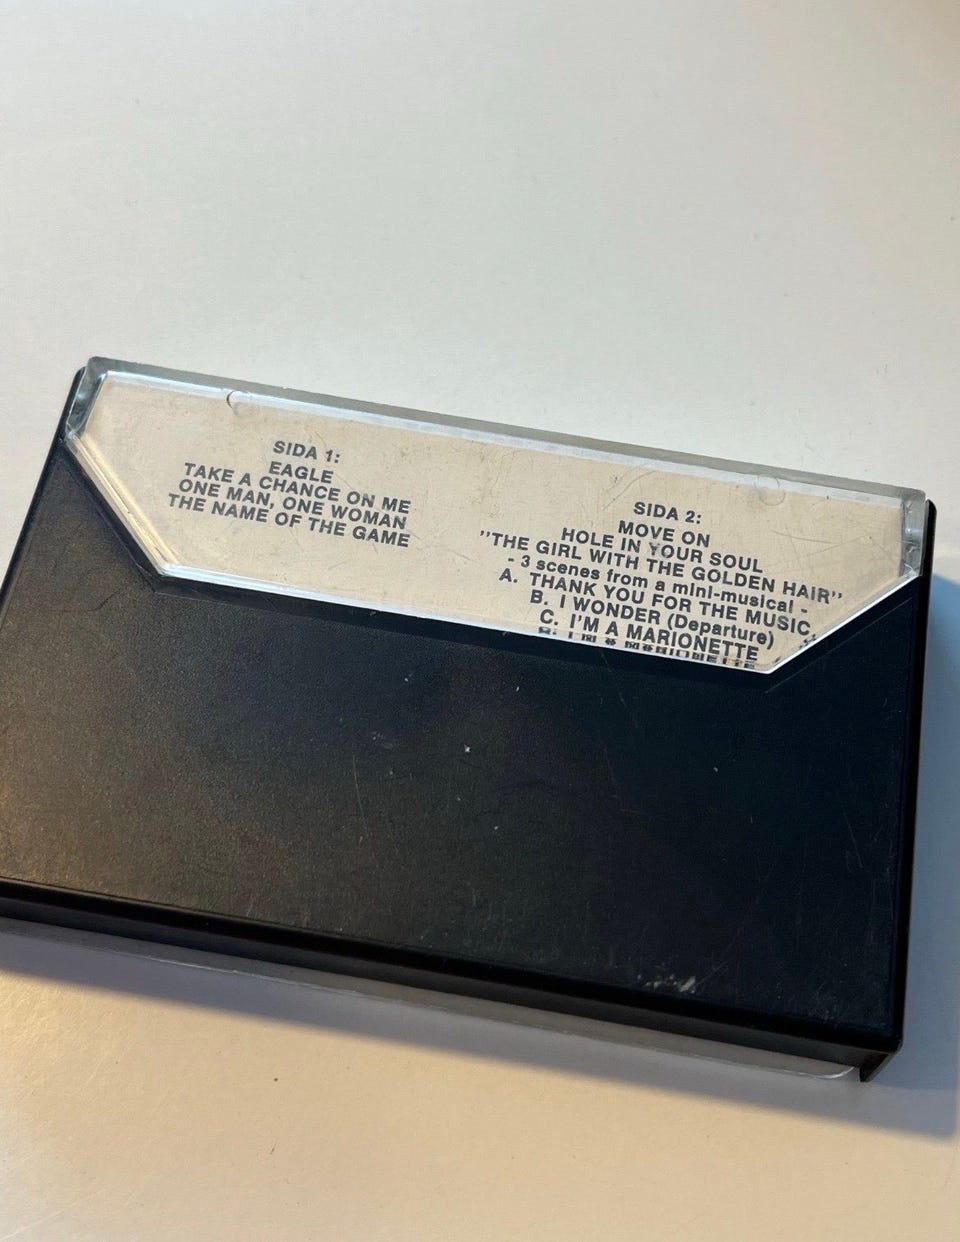 SIDA 1:
EAGLE
TAKE A CHANCE ON ME
ONE MAN, ONE WOMAN
THE NAME OF THE GAME
SIDA 2:
MOVE ON
HOLE IN YOUR SOUL
"THE GIRL WITH THE GOLDEN HAIR"
- 3 scenes from a mini-musical -
A. THANK YOU FOR THE MUSIC
B. I WONDER (Departure)
C. I'M A MARIONETTE